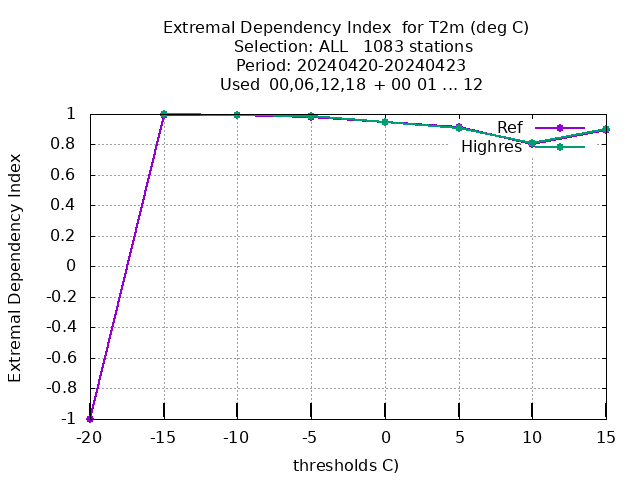 Extremal Dependency Index for T2m (deg C)
Selection: ALL 1083 stations
Period: 20240420-20240423
Used 00,06,12,18 + 00 01 ... 12
Ref
Highres
1
0.8
0.6
0.4
0.2
0
-0.2
-0.4
-0.6
-0.8
-1
Extremal Dependency Index
-20 -15 -10 -5 0 5 10 15
thresholds C)